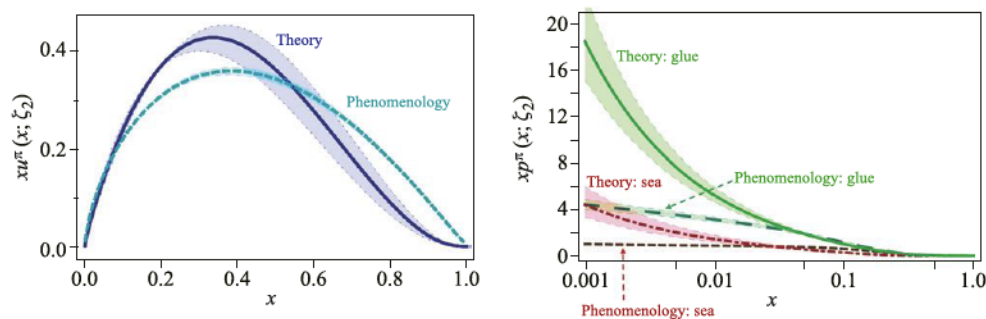 0.4
0.2
0.0
xu^π(x; ζ₂)
Theory
Phenomenology
0.0
0.2
0.4
0.6
0.8
1.0
x
20
16
12
8
4
0
xp^π(x; ζ₂)
Theory: glue
Theory: sea
Phenomenology: glue
0.001
0.01
0.1
1.0
x
Phenomenology: sea